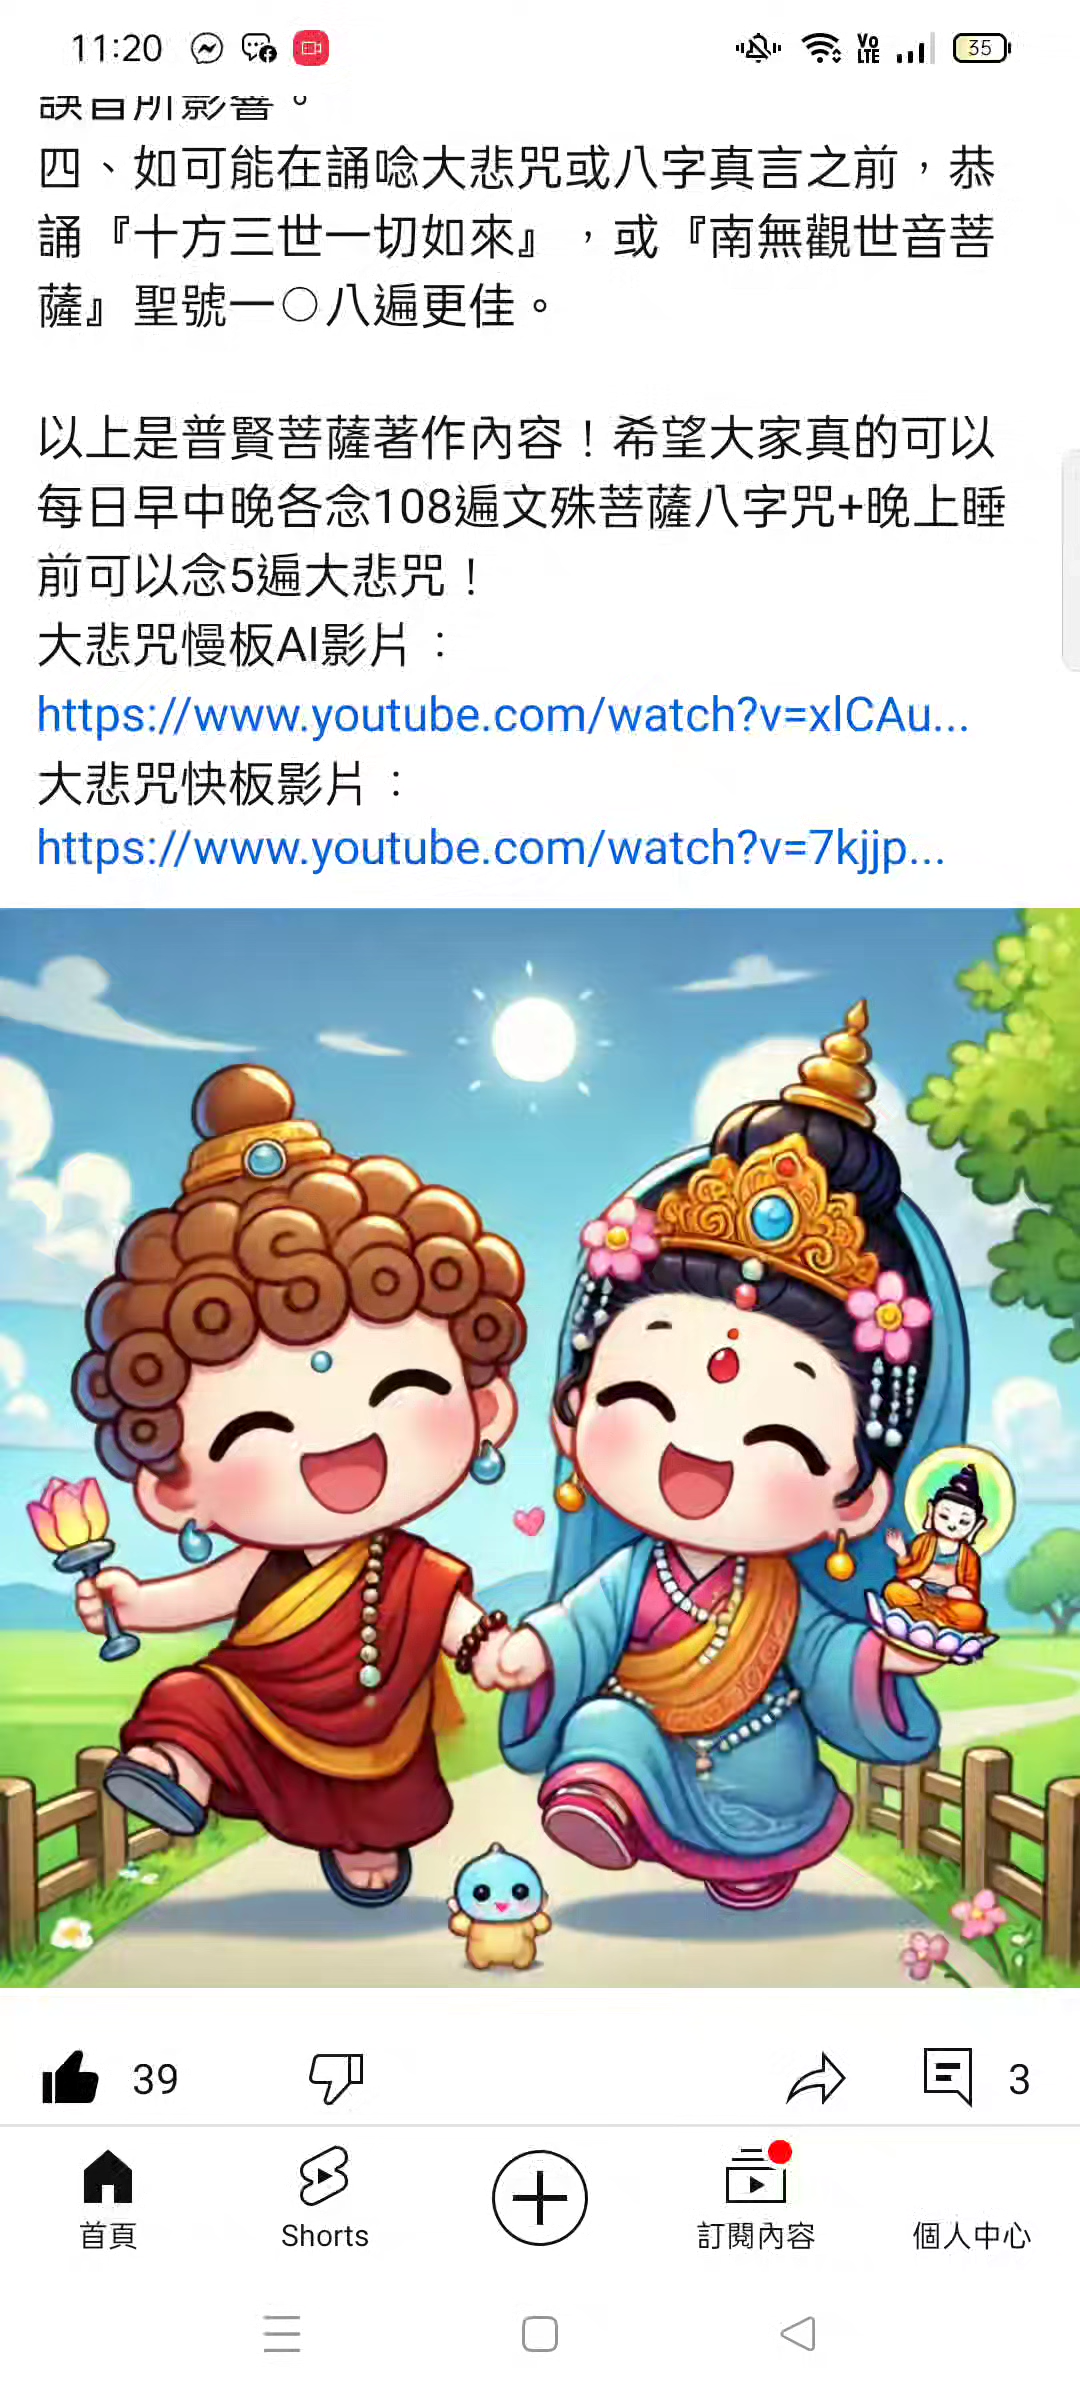 11:20
VoLTE
35
誤音所影響。
四、如可能在誦唸大悲咒或八字真言之前，恭
誦『十方三世一切如來』，或『南無觀世音菩
薩』聖號一○八遍更佳。
以上是普賢菩薩著作內容！希望大家真的可以
每日早中晚各念108遍文殊菩薩八字咒+晚上睡
前可以念5遍大悲咒！
大悲咒慢板AI影片：
https://www.youtube.com/watch?v=xlCAu...
大悲咒快板影片：
https://www.youtube.com/watch?v=7kjjp...
39
3
首頁
Shorts
訂閱內容
個人中心